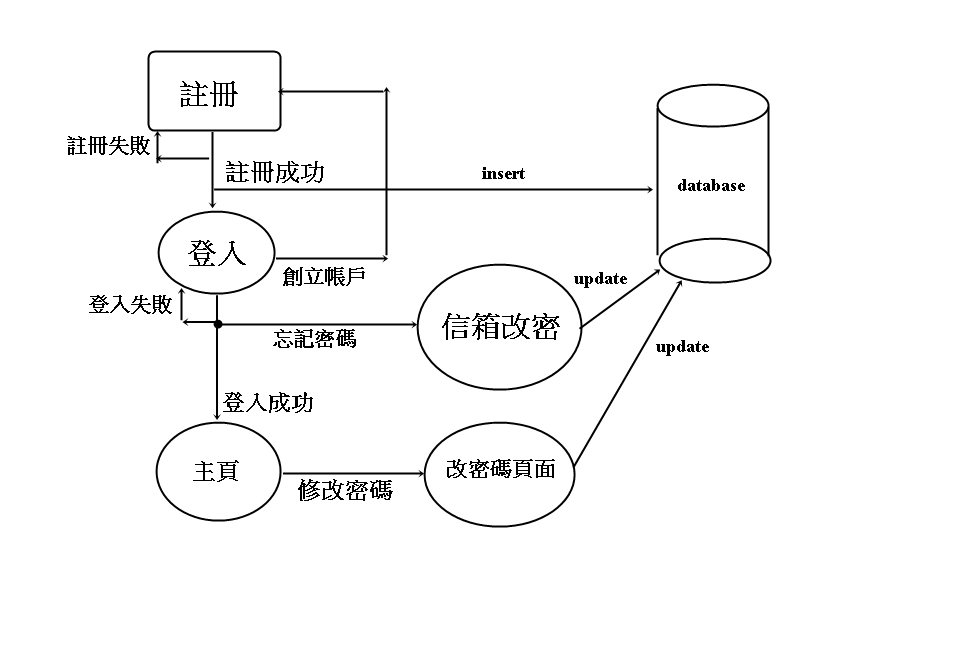 註冊
註冊失敗
註冊成功
insert
database
登入
創立帳戶
登入失敗
忘記密碼
信箱改密
update
update
登入成功
主頁
修改密碼
改密碼頁面